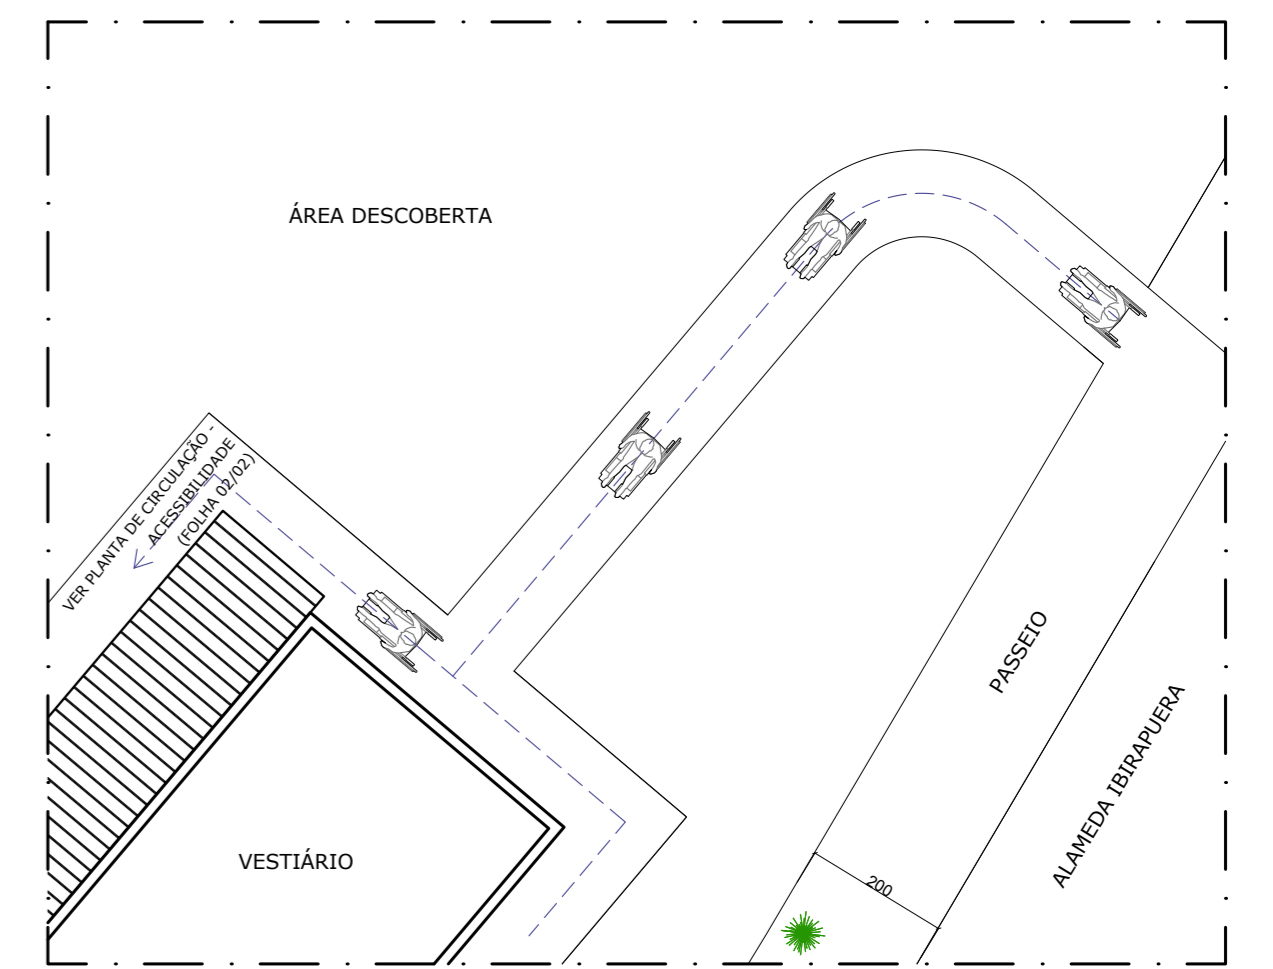 ÁREA DESCOBERTA
VER PLANTA DE CIRCULAÇÃO -
ACESSIBILIDADE
(FOLHA 02/02)
PASSEIO
ALAMEDA IBIRAPUERA
VESTIÁRIO
200